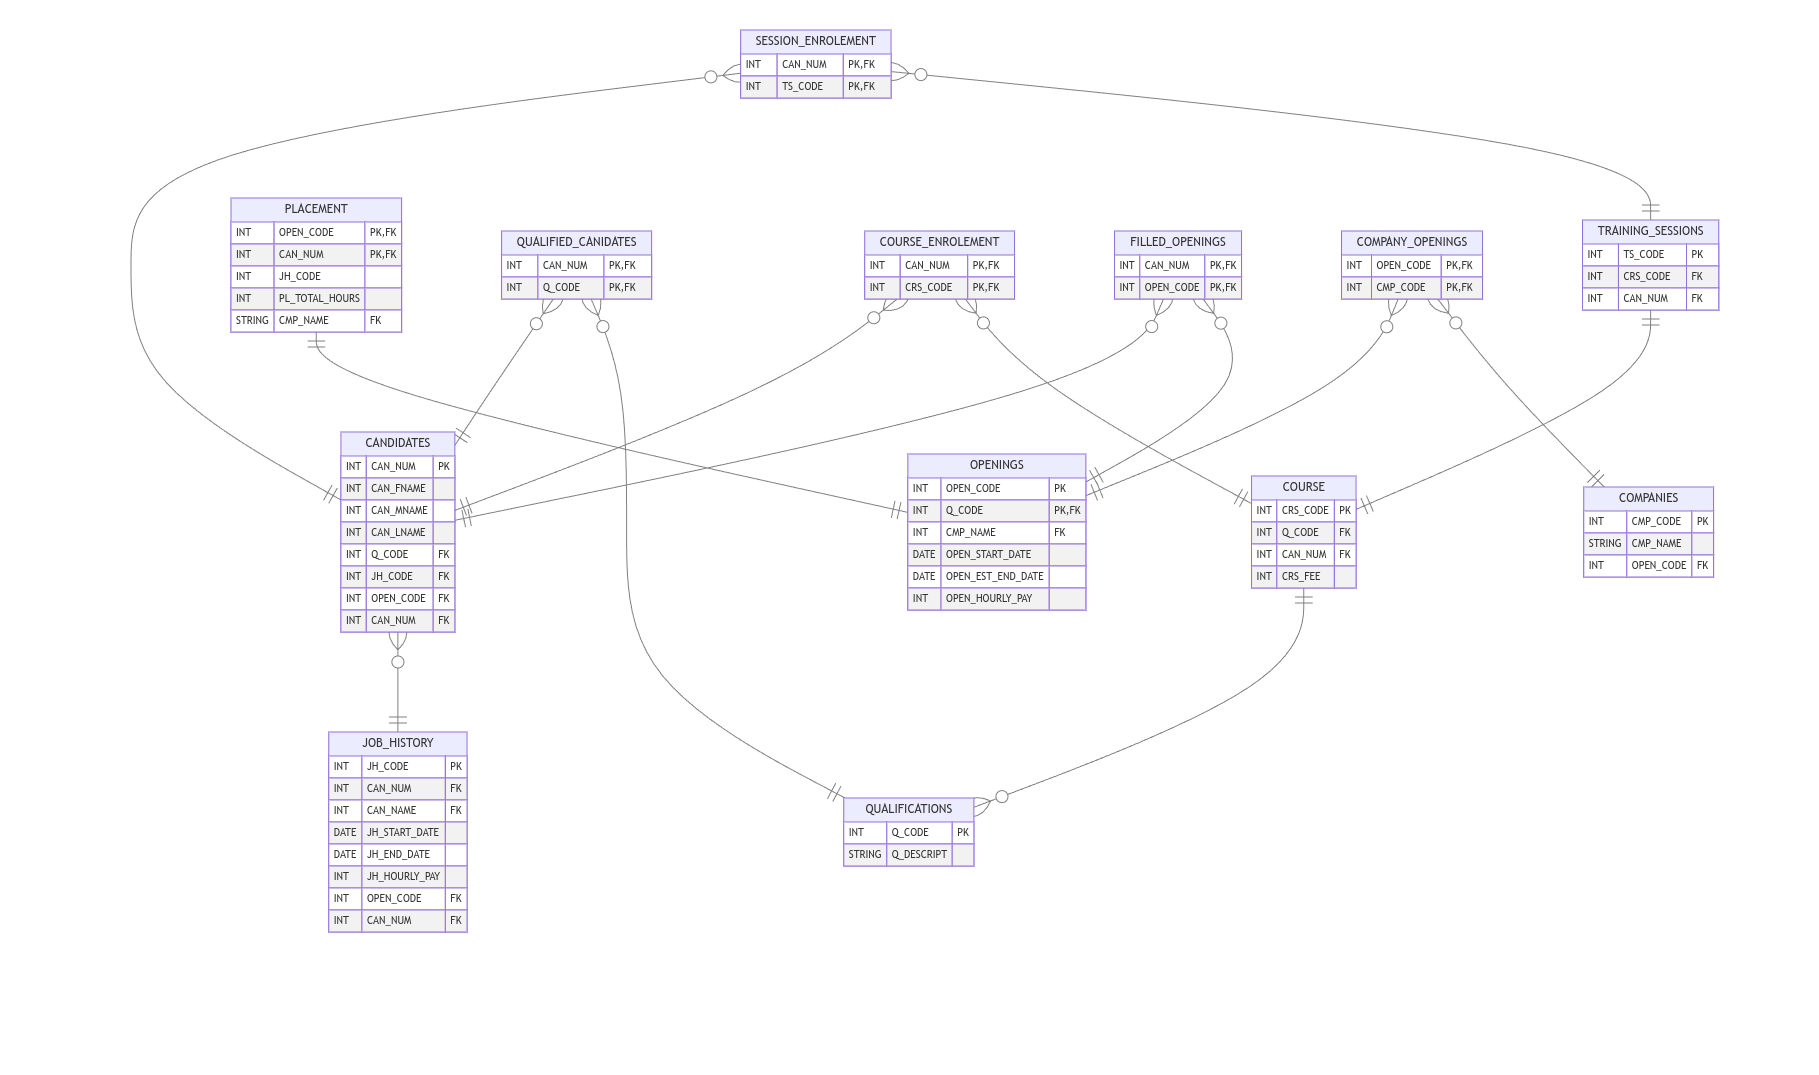 SESSION_ENROLEMENT
INT CAN_NUM PK,FK
INT TS_CODE PK,FK
PLACEMENT
INT OPEN_CODE PK,FK
INT CAN_NUM PK,FK
INT JH_CODE
INT PL_TOTAL_HOURS
STRING CMP_NAME FK
QUALIFIED_CANIDATES
INT CAN_NUM PK,FK
INT Q_CODE PK,FK
COURSE_ENROLEMENT
INT CAN_NUM PK,FK
INT CRS_CODE PK,FK
FILLED_OPENINGS
INT CAN_NUM PK,FK
INT OPEN_CODE PK,FK
COMPANY_OPENINGS
INT OPEN_CODE PK,FK
INT CMP_CODE PK,FK
TRAINING_SESSIONS
INT TS_CODE PK
INT CRS_CODE FK
INT CAN_NUM FK
CANDIDATES
INT CAN_NUM PK
INT CAN_FNAME
INT CAN_MNAME
INT CAN_LNAME
INT Q_CODE FK
INT JH_CODE FK
INT OPEN_CODE FK
INT CAN_NUM FK
OPENINGS
INT OPEN_CODE PK
INT Q_CODE PK,FK
INT CMP_NAME FK
DATE OPEN_START_DATE
DATE OPEN_EST_END_DATE
INT OPEN_HOURLY_PAY
COURSE
INT CRS_CODE PK
INT Q_CODE FK
INT CAN_NUM FK
INT CRS_FEE
COMPANIES
INT CMP_CODE PK
STRING CMP_NAME
INT OPEN_CODE FK
JOB_HISTORY
INT JH_CODE PK
INT CAN_NUM FK
INT CAN_NAME FK
DATE JH_START_DATE
DATE JH_END_DATE
INT JH_HOURLY_PAY
INT OPEN_CODE FK
INT CAN_NUM FK
QUALIFICATIONS
INT Q_CODE PK
STRING Q_DESCRIPT